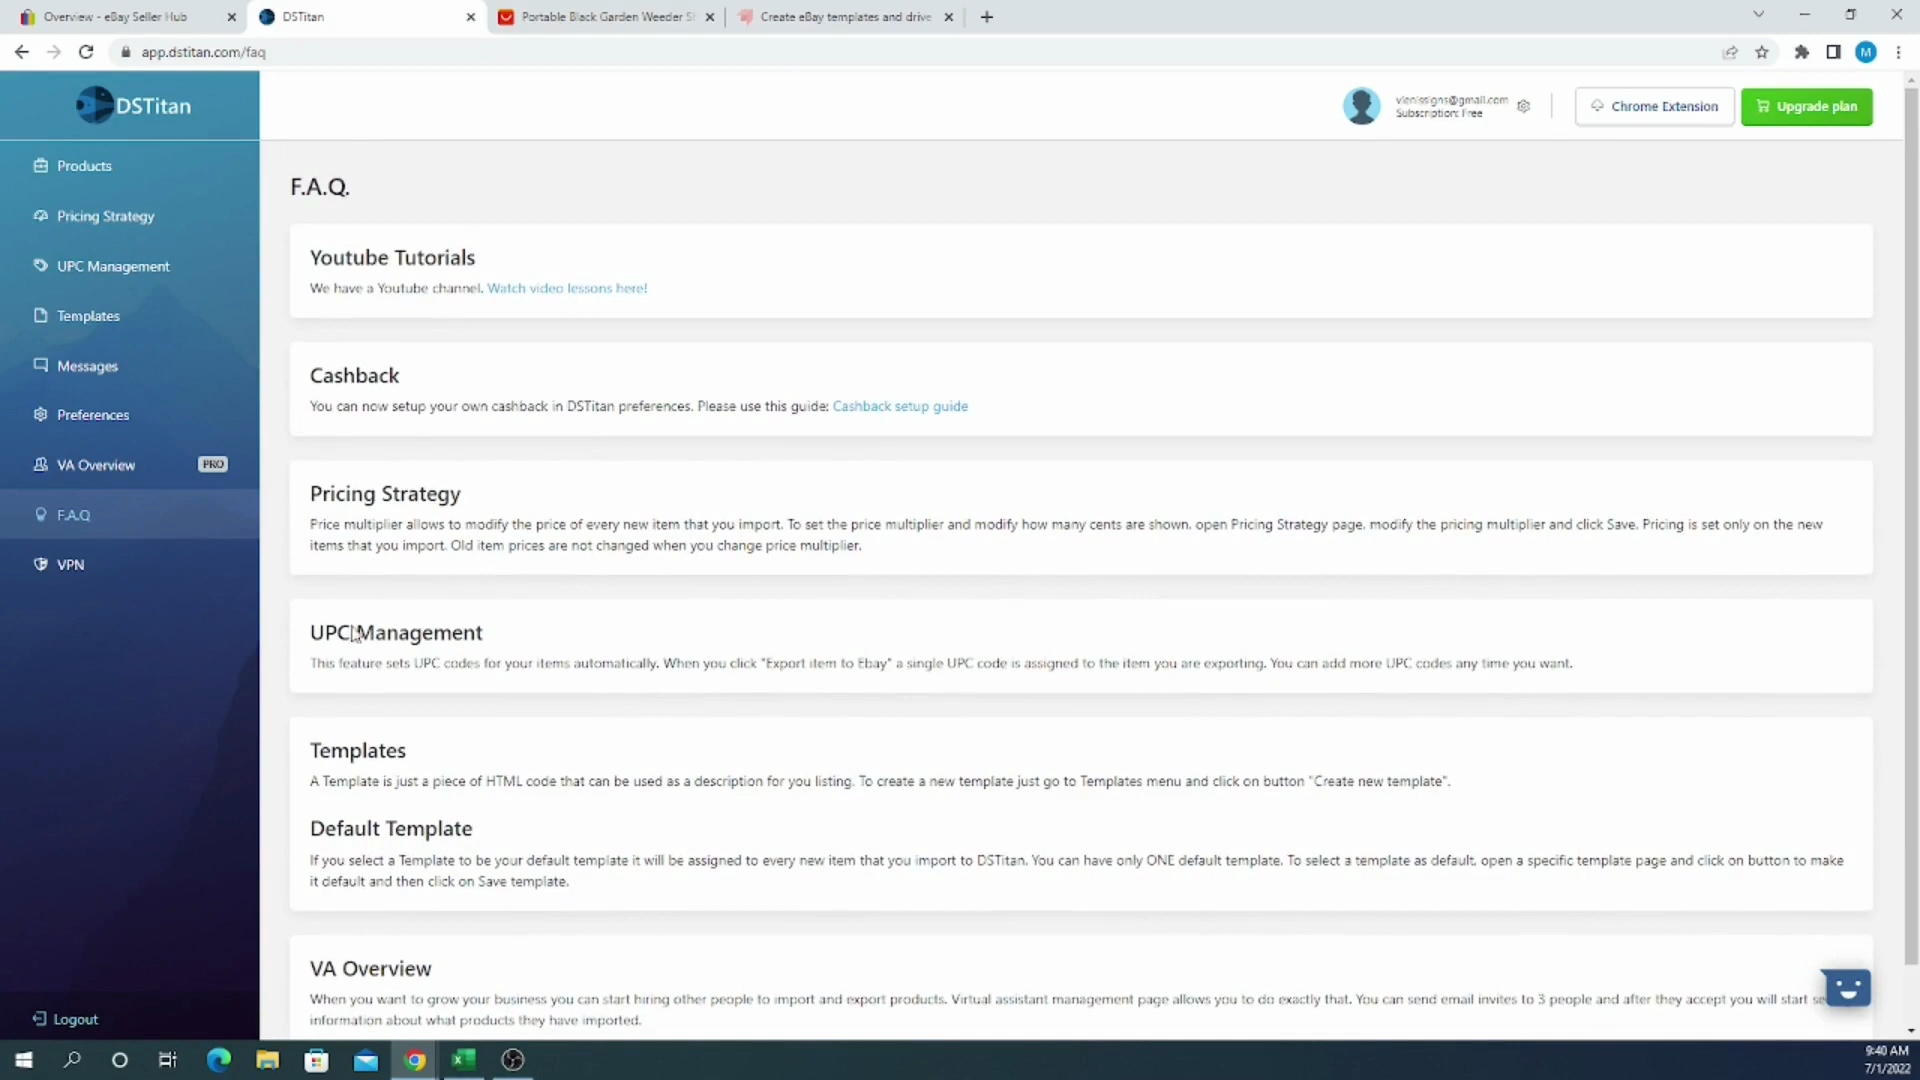 Overview - eBay Seller Hub
DSTitan
Portable Black Garden Weeder S
Create eBay templates and drive
app.dstitan.com/faq
M
DSTitan
vlenissigns@gmail.com
Subscription: Free
Chrome Extension
Upgrade plan
Products
Pricing Strategy
UPC Management
Templates
Messages
Preferences
VA Overview PRO
F.A.Q
VPN
Logout
F.A.Q.
Youtube Tutorials
We have a Youtube channel. Watch video lessons here!
Cashback
You can now setup your own cashback in DSTitan preferences. Please use this guide: Cashback setup guide
Pricing Strategy
Price multiplier allows to modify the price of every new item that you import. To set the price multiplier and modify how many cents are shown, open Pricing Strategy page, modify the pricing multiplier and click Save. Pricing is set only on the new
items that you import. Old item prices are not changed when you change price multiplier.
UPC Management
This feature sets UPC codes for your items automatically. When you click "Export item to Ebay" a single UPC code is assigned to the item you are exporting. You can add more UPC codes any time you want.
Templates
A Template is just a piece of HTML code that can be used as a description for you listing. To create a new template just go to Templates menu and click on button "Create new template".
Default Template
If you select a Template to be your default template it will be assigned to every new item that you import to DSTitan. You can have only ONE default template. To select a template as default, open a specific template page and click on button to make
it default and then click on Save template.
VA Overview
When you want to grow your business you can start hiring other people to import and export products. Virtual assistant management page allows you to do exactly that. You can send email invites to 3 people and after they accept you will start
information about what products they have imported.
9:40 AM
7/1/2022